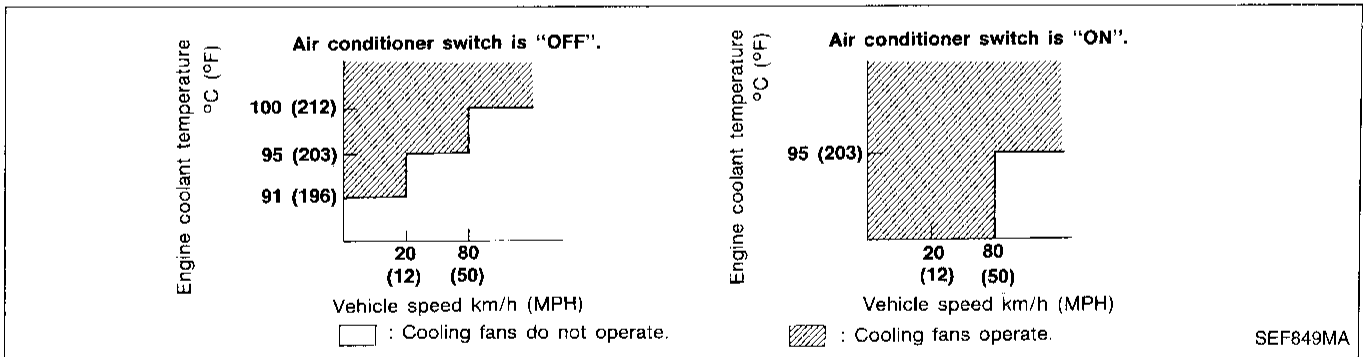 Air conditioner switch is "OFF".
Engine coolant temperature
°C (°F)
100 (212)
95 (203)
91 (196)
20
(12)
80
(50)
Vehicle speed km/h (MPH)
: Cooling fans do not operate.
Air conditioner switch is "ON".
Engine coolant temperature
°C (°F)
95 (203)
20
(12)
80
(50)
Vehicle speed km/h (MPH)
: Cooling fans operate.
SEF849MA